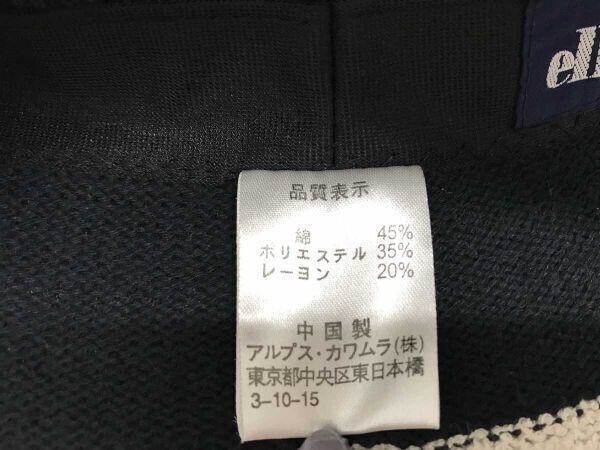 品質表示
綿 45%
ポリエステル 35%
レーヨン 20%
中国製
アルプス・カワムラ(株)
東京都中央区東日本橋
3-10-15